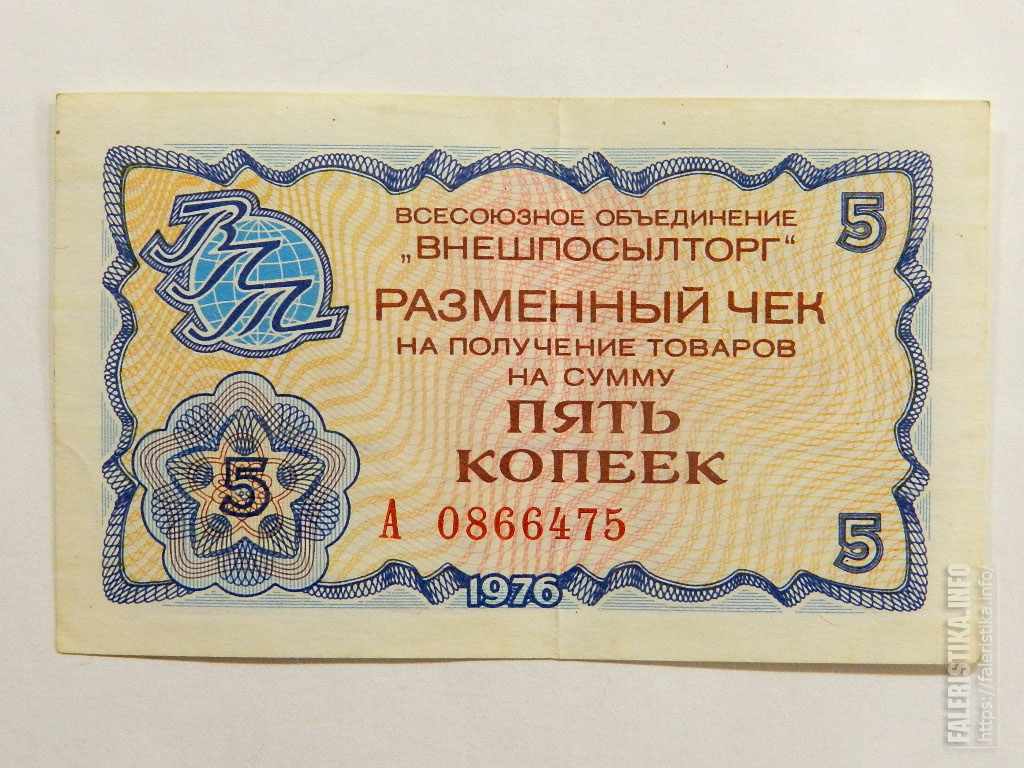 ВПТ
ВСЕСОЮЗНОЕ ОБЪЕДИНЕНИЕ
„ВНЕШПОСЫЛТОРГ“
5
РАЗМЕННЫЙ ЧЕК
НА ПОЛУЧЕНИЕ ТОВАРОВ
НА СУММУ
ПЯТЬ
КОПЕЕК
5
А 0866475
5
1976
FALERISTIKA.INFO
https://faleristika.info/